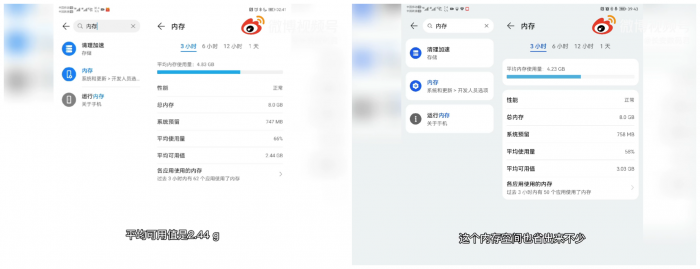 02:41
内存
清理加速
存储
内存
系统和更新 > 开发人员选...
运行内存
关于手机
内存
3 小时 6 小时 12 小时 1 天
平均内存使用量：4.93 GB
性能 正常
总内存 8.0 GB
系统预留 747 MB
平均使用量 66%
平均可用值 2.44 GB
各应用使用的内存
过去 3 小时内有 62 个应用使用了内存
平均可用值是2.44 g
内存
清理加速
存储
内存
系统和更新 > 开发人员选项
运行内存
关于手机
内存
3 小时 6 小时 12 小时 1 天
平均内存使用量：4.23 GB
性能 正常
总内存 8.0 GB
系统预留 758 MB
平均使用量 58%
平均可用值 3.03 GB
各应用使用的内存
过去 3 小时内有 50 个应用使用了内存
这个内存空间也省出来不少